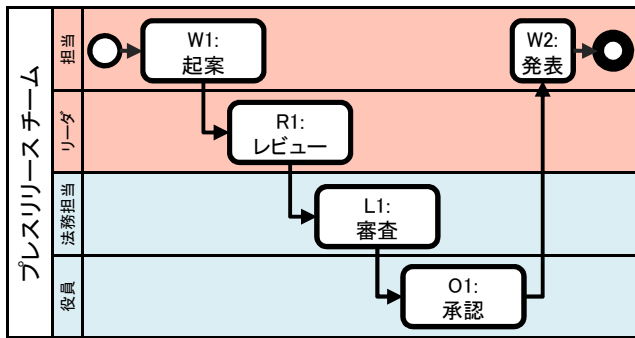 プレスリリース チーム
担当
W1:
起案
W2:
発表
リーダ
R1:
レビュー
法務担当
L1:
審査
役員
O1:
承認